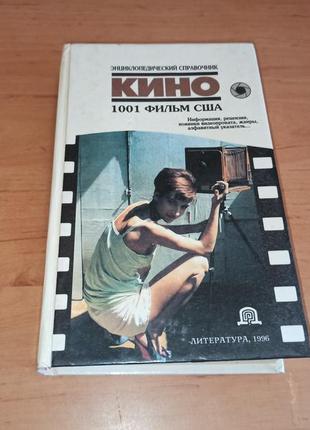 ЭНЦИКЛОПЕДИЧЕСКИЙ СПРАВОЧНИК
КИНО
1001 ФИЛЬМ США
Информация, рецензии,
новинки видеопроката, жанры,
алфавитный указатель...
ЛИТЕРАТУРА, 1996